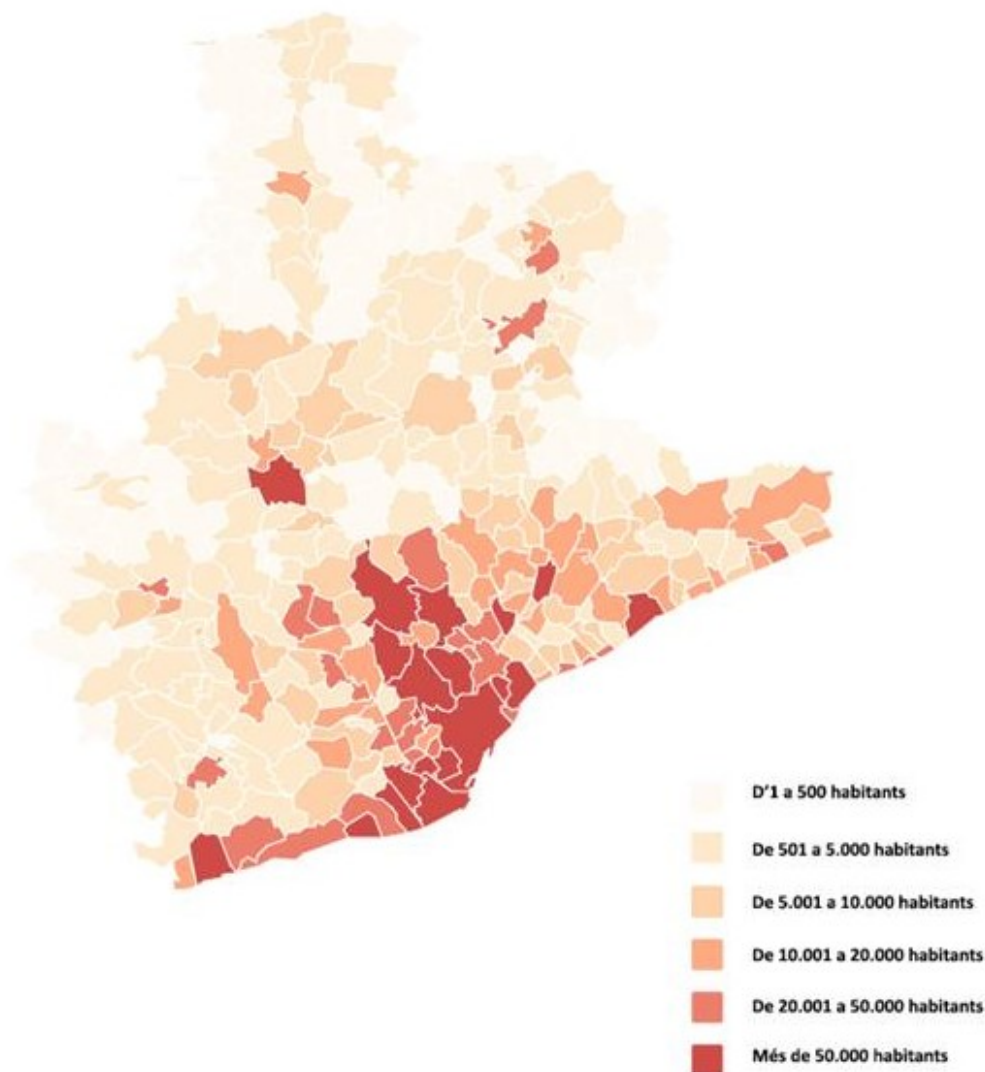 D'1 a 500 habitants
De 501 a 5.000 habitants
De 5.001 a 10.000 habitants
De 10.001 a 20.000 habitants
De 20.001 a 50.000 habitants
Més de 50.000 habitants